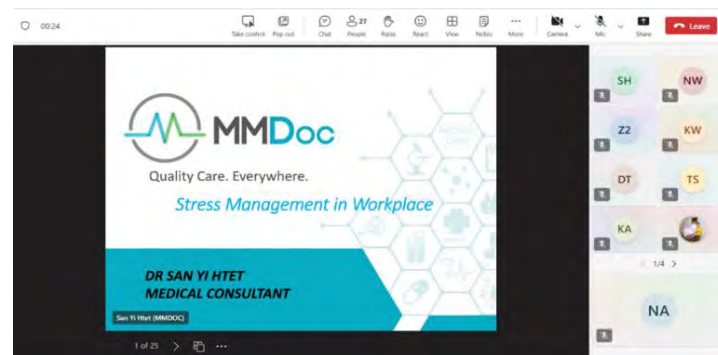 00:24
27
Take control Pop out Chat People Raise React View Notes More Camera Mic Share Leave
MMDoc
Quality Care. Everywhere.
Stress Management in Workplace
DR SAN YI HTET
MEDICAL CONSULTANT
San Yi Htet (MMDOC)
1 of 25
SH NW
Z2 KW
DT TS
KA
1/4
NA